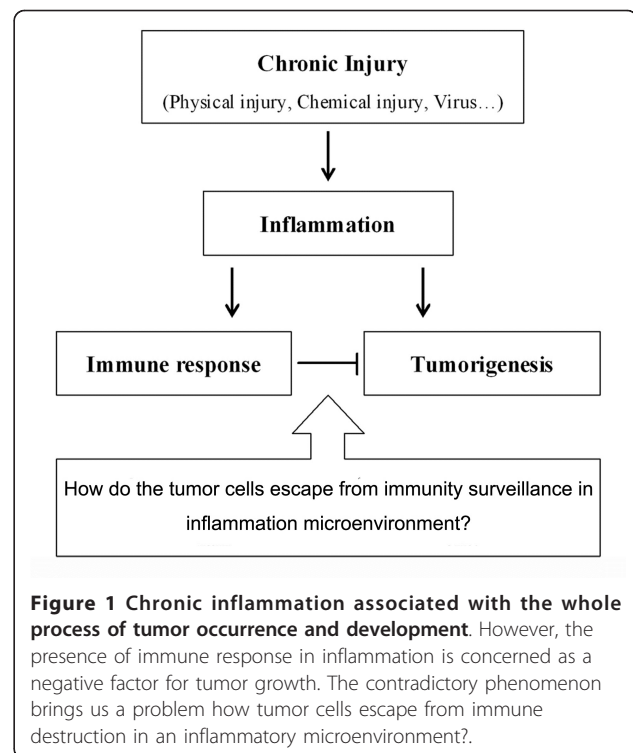 Chronic Injury
(Physical injury, Chemical injury, Virus...)
Inflammation
Immune response
Tumorigenesis
How do the tumor cells escape from immunity surveillance in
inflammation microenvironment?
Figure 1 Chronic inflammation associated with the whole
process of tumor occurrence and development. However, the
presence of immune response in inflammation is concerned as a
negative factor for tumor growth. The contradictory phenomenon
brings us a problem how tumor cells escape from immune
destruction in an inflammatory microenvironment?.